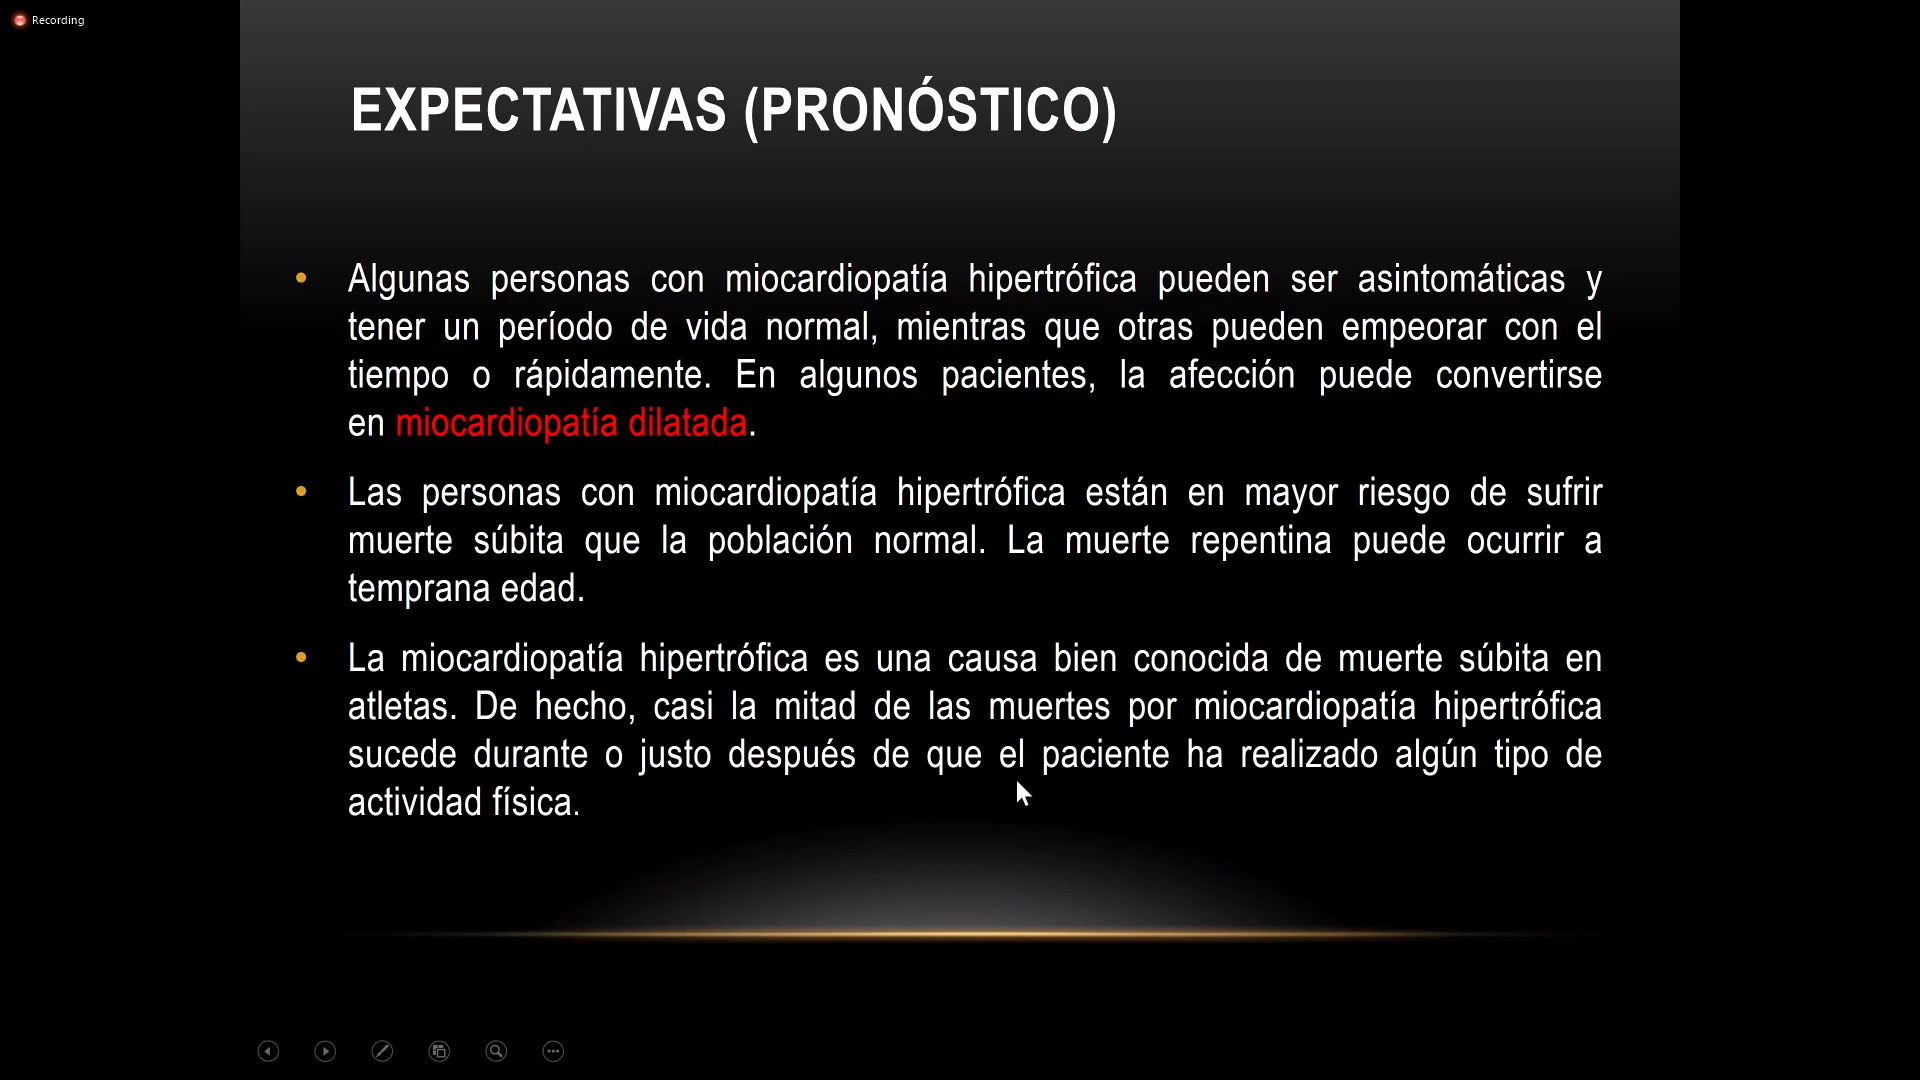 Recording
EXPECTATIVAS (PRONÓSTICO)
• Algunas personas con miocardiopatía hipertrófica pueden ser asintomáticas y
tener un período de vida normal, mientras que otras pueden empeorar con el
tiempo o rápidamente. En algunos pacientes, la afección puede convertirse
en miocardiopatía dilatada.
• Las personas con miocardiopatía hipertrófica están en mayor riesgo de sufrir
muerte súbita que la población normal. La muerte repentina puede ocurrir a
temprana edad.
• La miocardiopatía hipertrófica es una causa bien conocida de muerte súbita en
atletas. De hecho, casi la mitad de las muertes por miocardiopatía hipertrófica
sucede durante o justo después de que el paciente ha realizado algún tipo de
actividad física.